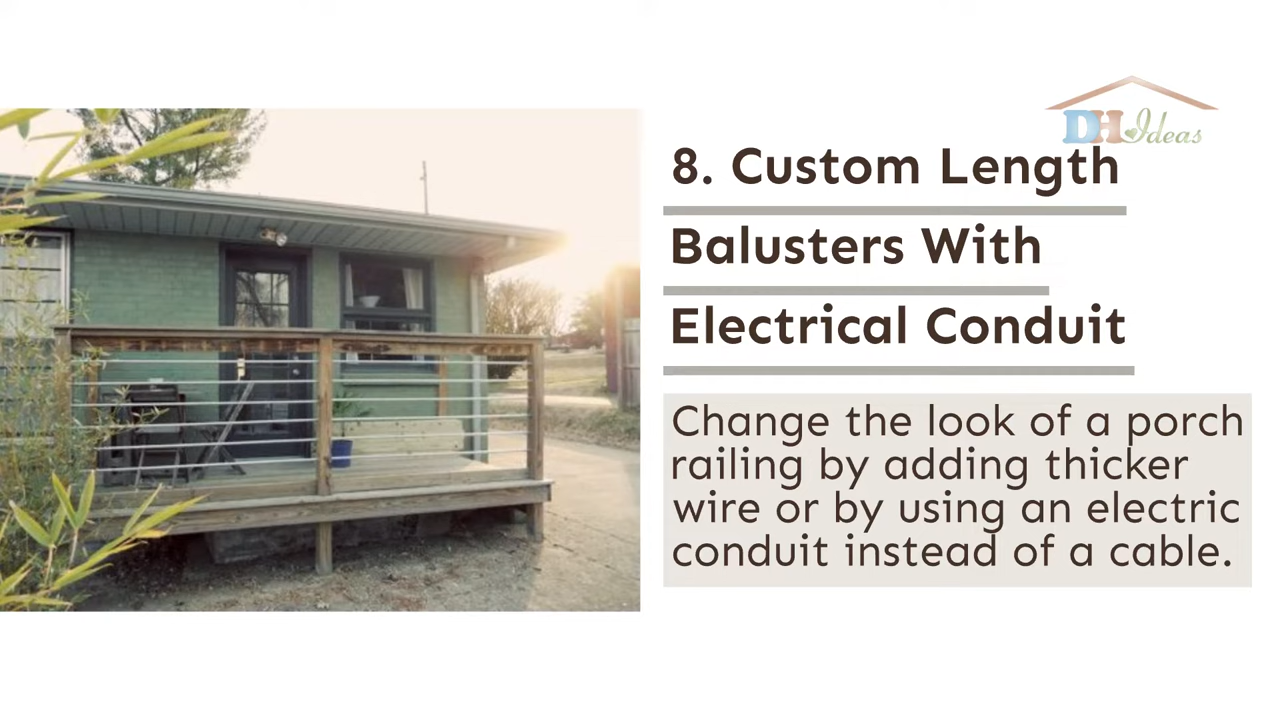 DH Ideas
8. Custom Length
Balusters With
Electrical Conduit
Change the look of a porch
railing by adding thicker
wire or by using an electric
conduit instead of a cable.